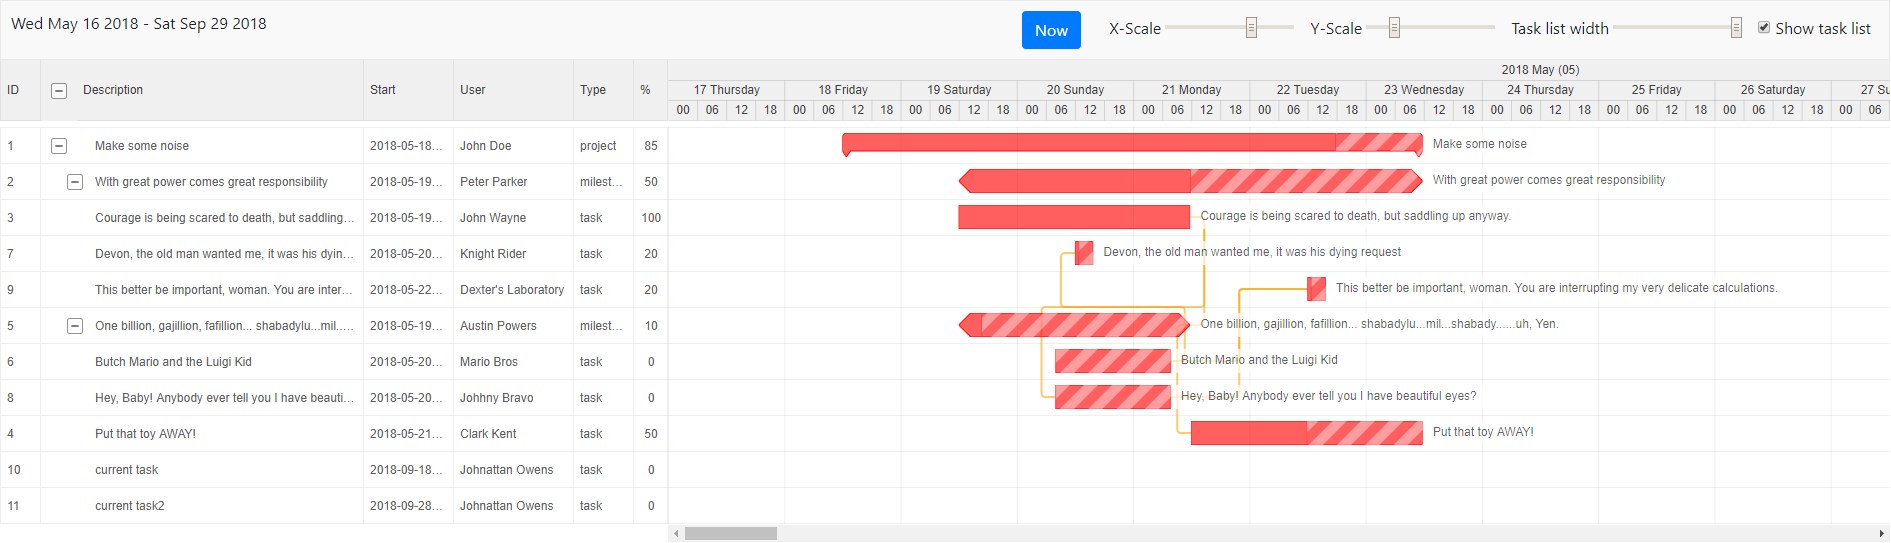 Wed May 16 2018 - Sat Sep 29 2018 Now X-Scale Y-Scale Task list width Show task list
2018 May (05)
ID Description Start User Type % 17 Thursday 18 Friday 19 Saturday 20 Sunday 21 Monday 22 Tuesday 23 Wednesday 24 Thursday 25 Friday 26 Saturday 27 Su
00 06 12 18 00 06 12 18 00 06 12 18 00 06 12 18 00 06 12 18 00 06 12 18 00 06 12 18 00 06 12 18 00 06 12 18 00 06 12 18 00 06
1 Make some noise 2018-05-18... John Doe project 85 Make some noise
2 With great power comes great responsibility 2018-05-19... Peter Parker milest... 50 With great power comes great responsibility
3 Courage is being scared to death, but saddling... 2018-05-19... John Wayne task 100 Courage is being scared to death, but saddling up anyway.
7 Devon, the old man wanted me, it was his dyin... 2018-05-20... Knight Rider task 20 Devon, the old man wanted me, it was his dying request
9 This better be important, woman. You are inter... 2018-05-22... Dexter's Laboratory task 20 This better be important, woman. You are interrupting my very delicate calculations.
5 One billion, gajillion, fafillion... shabadylu...mil...... 2018-05-19... Austin Powers milest... 10 One billion, gajillion, fafillion... shabadylu...mil...shabady......uh, Yen.
6 Butch Mario and the Luigi Kid 2018-05-20... Mario Bros task 0 Butch Mario and the Luigi Kid
8 Hey, Baby! Anybody ever tell you I have beauti... 2018-05-20... Johhny Bravo task 0 Hey, Baby! Anybody ever tell you I have beautiful eyes?
4 Put that toy AWAY! 2018-05-21... Clark Kent task 50 Put that toy AWAY!
10 current task 2018-09-18... Johnattan Owens task 0
11 current task2 2018-09-28... Johnattan Owens task 0